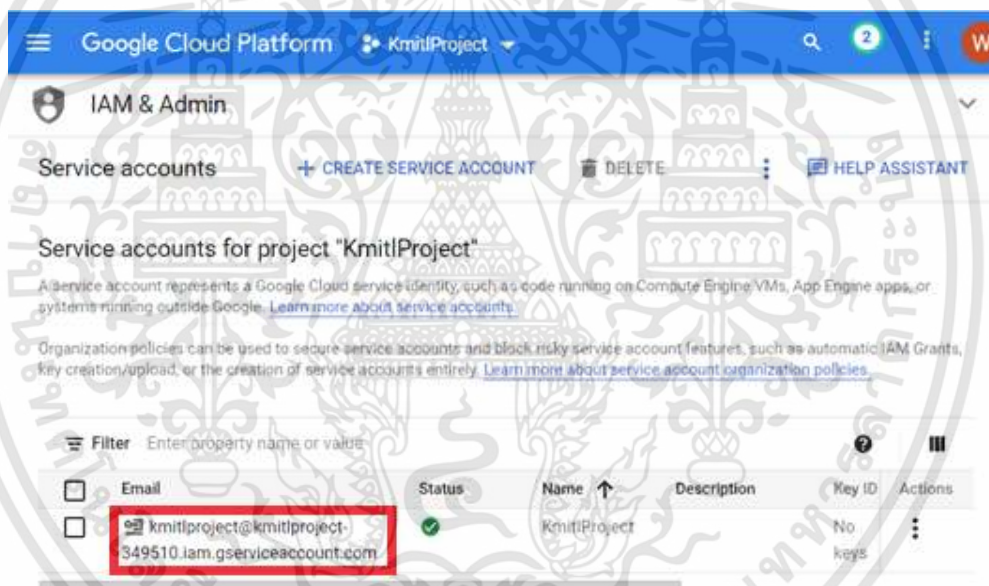 Google Cloud Platform KmitlProject 2 W
IAM & Admin
Service accounts + CREATE SERVICE ACCOUNT DELETE HELP ASSISTANT
Service accounts for project "KmitlProject"
A service account represents a Google Cloud service identity, such as code running on Compute Engine VMs, App Engine apps, or
systems running outside Google. Learn more about service accounts.
Organization policies can be used to secure service accounts and block risky service account features, such as automatic IAM Grants,
key creation/upload, or the creation of service accounts entirely. Learn more about service account organization policies.
Filter Enter property name or value
Email Status Name Description Key ID Actions
kmitlproject@kmitlproject- KmitlProject No
349510.iam.gserviceaccount.com keys